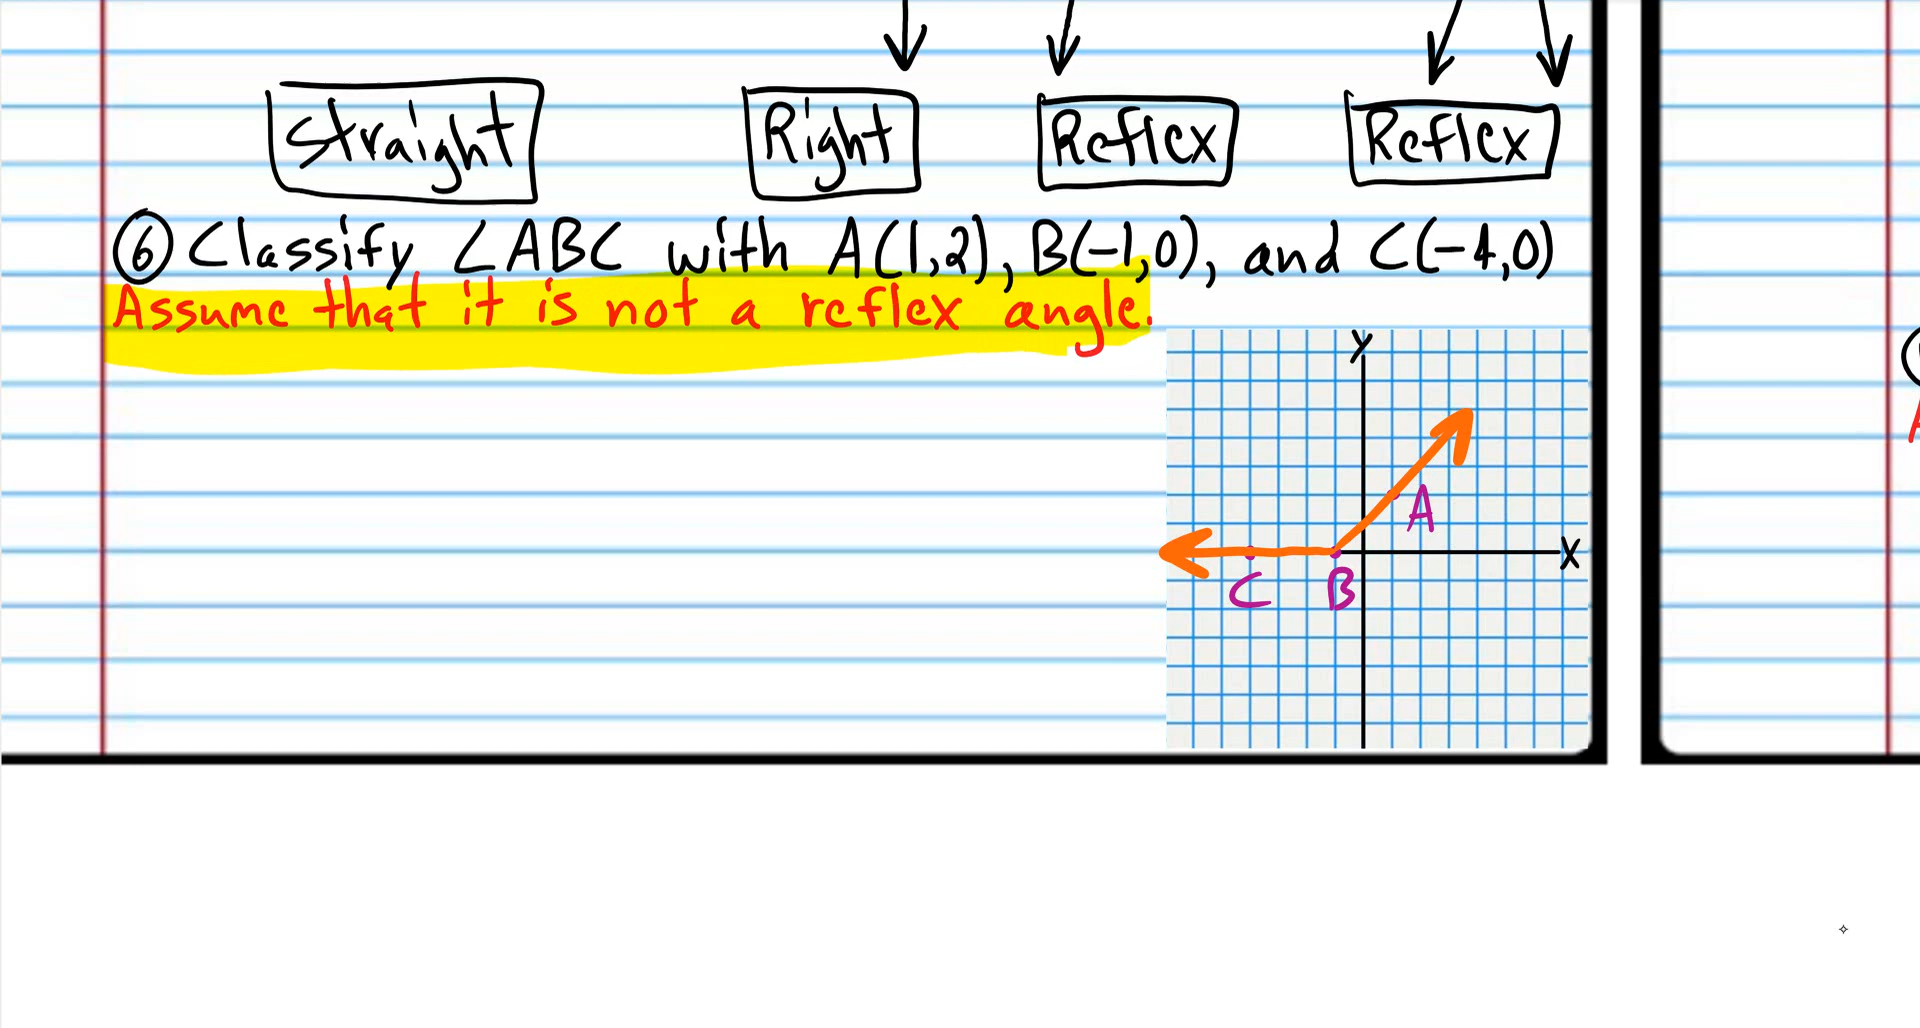 Straight Right Reflex Reflex
⑥ Classify ∠ABC with A(1,2), B(-1,0), and C(-4,0)
Assume that it is not a reflex angle.
y
A
X
C B